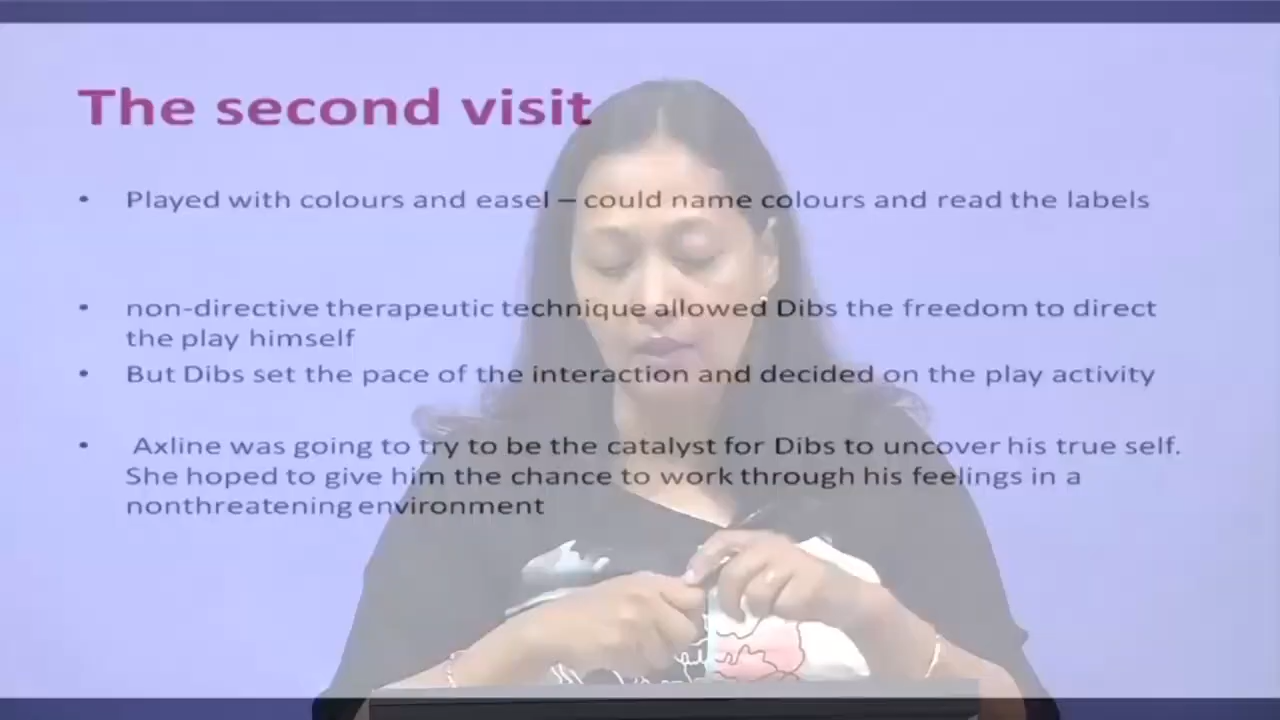 The second visit
• Played with colours and easel – could name colours and read the labels
• non-directive therapeutic technique allowed Dibs the freedom to direct
the play himself
• But Dibs set the pace of the interaction and decided on the play activity
• Axline was going to try to be the catalyst for Dibs to uncover his true self.
She hoped to give him the chance to work through his feelings in a
nonthreatening environment